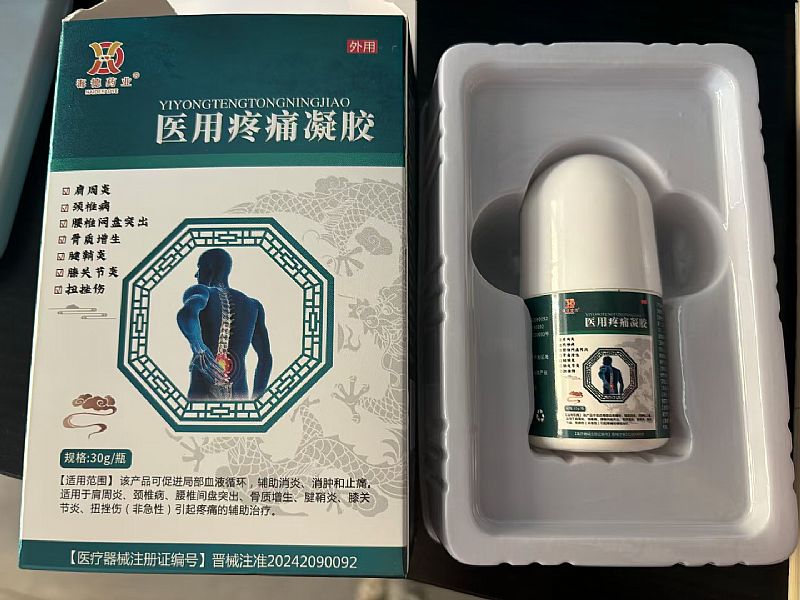 外用
海德药业®
YIYONGTENGTONGNINGJIAO
医用疼痛凝胶
肩周炎
颈椎病
腰椎间盘突出
骨质增生
腱鞘炎
膝关节炎
扭挫伤
规格:30g/瓶
【适用范围】该产品可促进局部血液循环，辅助消炎、消肿和止痛，
适用于肩周炎、颈椎病、腰椎间盘突出、骨质增生、腱鞘炎、膝关
节炎、扭挫伤（非急性）引起疼痛的辅助治疗。
【医疗器械注册证编号】晋械注准20242090092
YIYONGTENGTONGNINGJIAO
医用疼痛凝胶